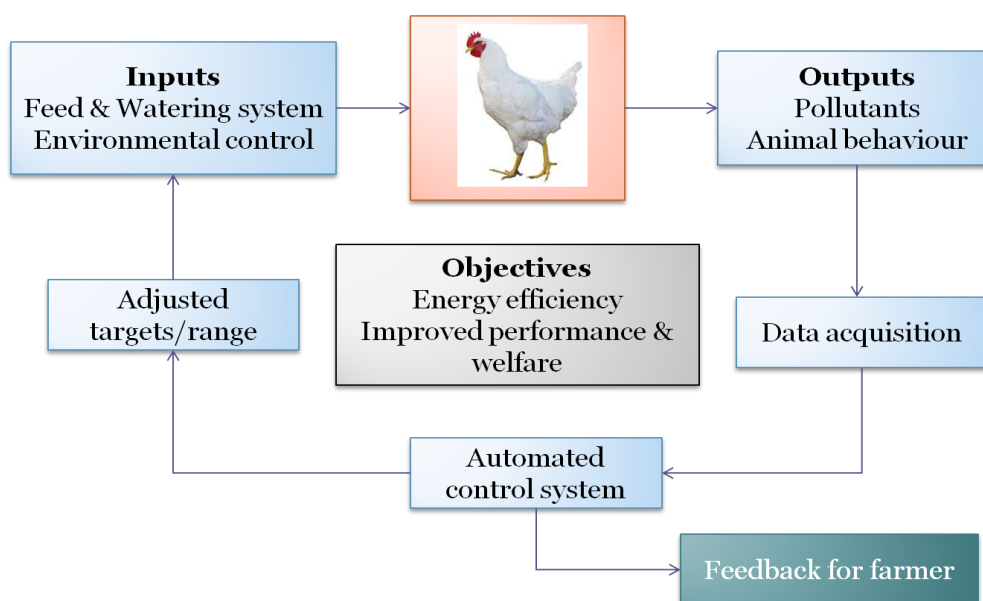 Inputs
Feed & Watering system
Environmental control
Outputs
Pollutants
Animal behaviour
Objectives
Energy efficiency
Improved performance &
welfare
Adjusted
targets/range
Data acquisition
Automated
control system
Feedback for farmer